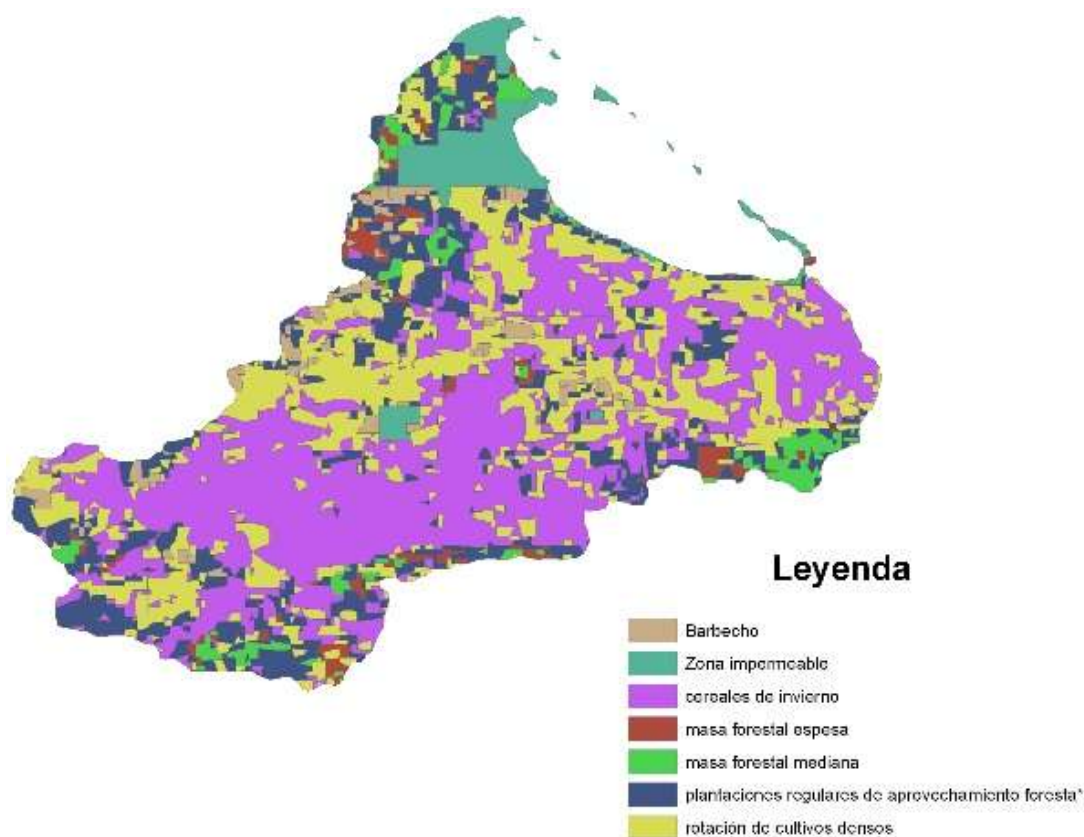 Leyenda
Barbecho
Zona impermeable
cereales de invierno
masa forestal espesa
masa forestal mediana
plantaciones regulares de aprovechamiento foresta*
rotación de cultivos densos